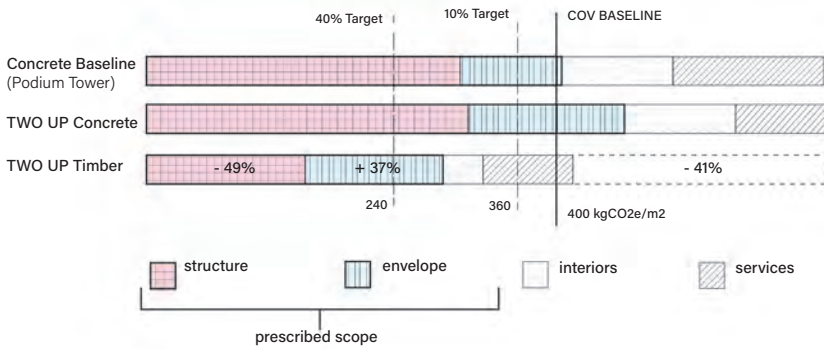 40% Target
10% Target
COV BASELINE
Concrete Baseline
(Podium Tower)
TWO UP Concrete
TWO UP Timber
- 49%
+ 37%
- 41%
240
360
400 kgCO2e/m2
structure
envelope
interiors
services
prescribed scope